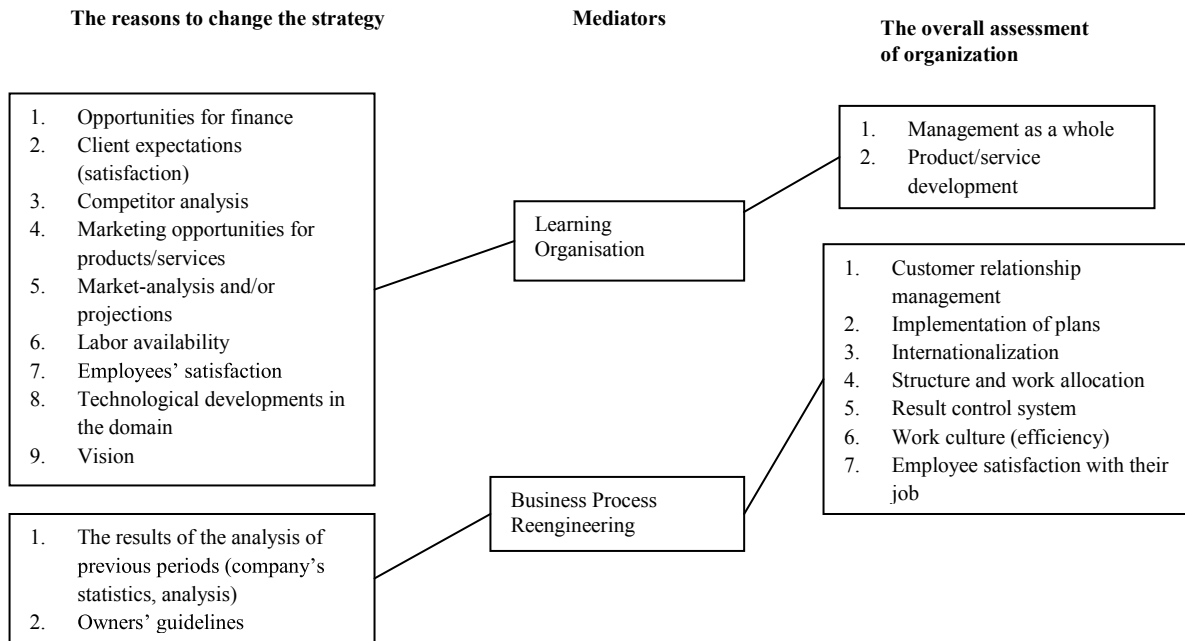 The reasons to change the strategy
Mediators
The overall assessment
of organization
1. Opportunities for finance
2. Client expectations
(satisfaction)
3. Competitor analysis
4. Marketing opportunities for
products/services
5. Market-analysis and/or
projections
6. Labor availability
7. Employees' satisfaction
8. Technological developments in
the domain
9. Vision
1. The results of the analysis of
previous periods (company's
statistics, analysis)
2. Owners' guidelines
Learning
Organisation
Business Process
Reengineering
1. Management as a whole
2. Product/service
development
1. Customer relationship
management
2. Implementation of plans
3. Internationalization
4. Structure and work allocation
5. Result control system
6. Work culture (efficiency)
7. Employee satisfaction with their
job